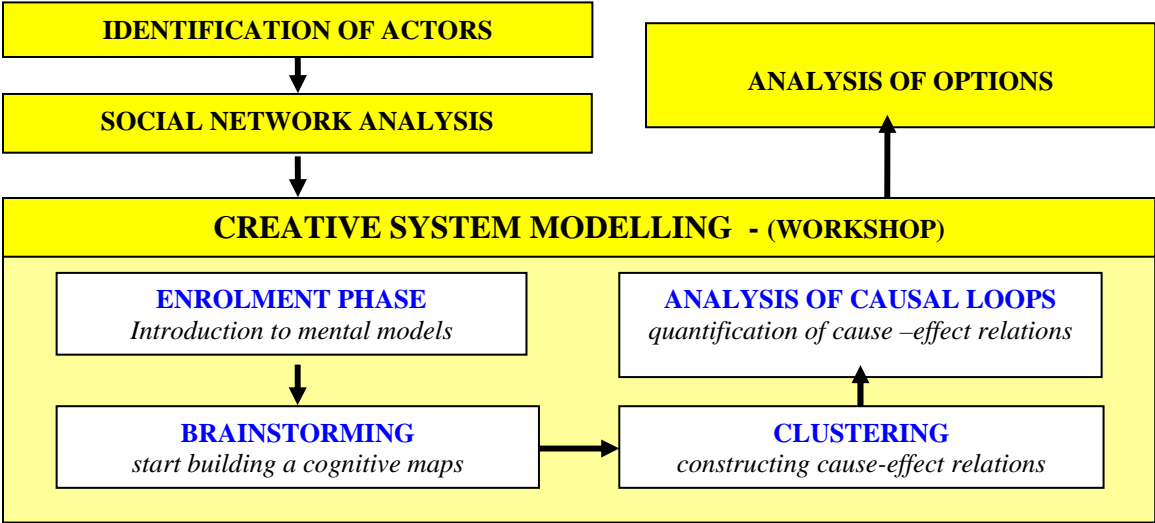 IDENTIFICATION OF ACTORS
SOCIAL NETWORK ANALYSIS
ANALYSIS OF OPTIONS
CREATIVE SYSTEM MODELLING - (WORKSHOP)
ENROLMENT PHASE
Introduction to mental models
BRAINSTORMING
start building a cognitive maps
CLUSTERING
constructing cause-effect relations
ANALYSIS OF CAUSAL LOOPS
quantification of cause –effect relations